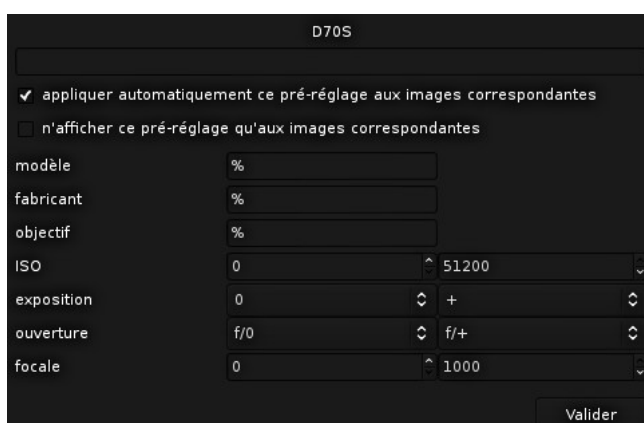 D70S
appliquer automatiquement ce pré-réglage aux images correspondantes
n'afficher ce pré-réglage qu'aux images correspondantes
modèle %
fabricant %
objectif %
ISO 0 51200
exposition 0 +
ouverture f/0 f/+
focale 0 1000
Valider